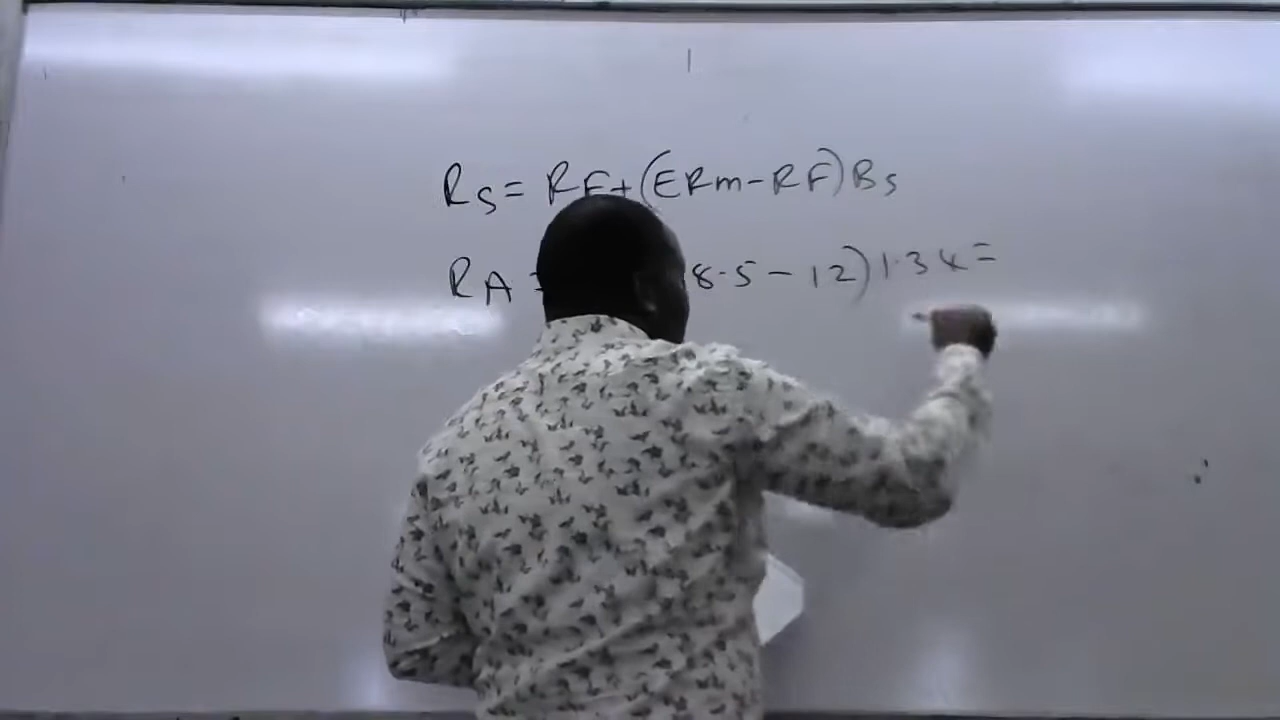 RS = RF + (ERm - RF) Bs
RA = 8.5 - 12) 1.34 =